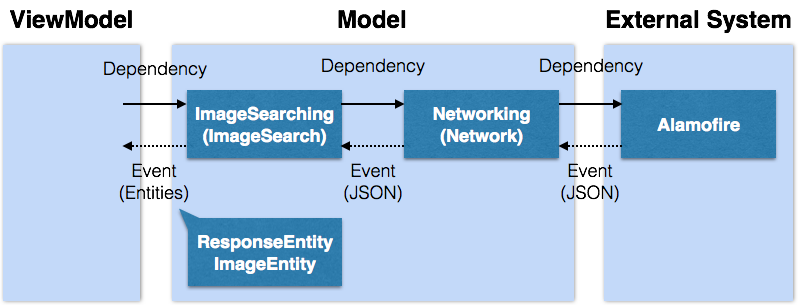 ViewModel
Model
External System
Dependency
Dependency
Dependency
ImageSearching
(ImageSearch)
Networking
(Network)
Alamofire
Event
(Entities)
Event
(JSON)
Event
(JSON)
ResponseEntity
ImageEntity